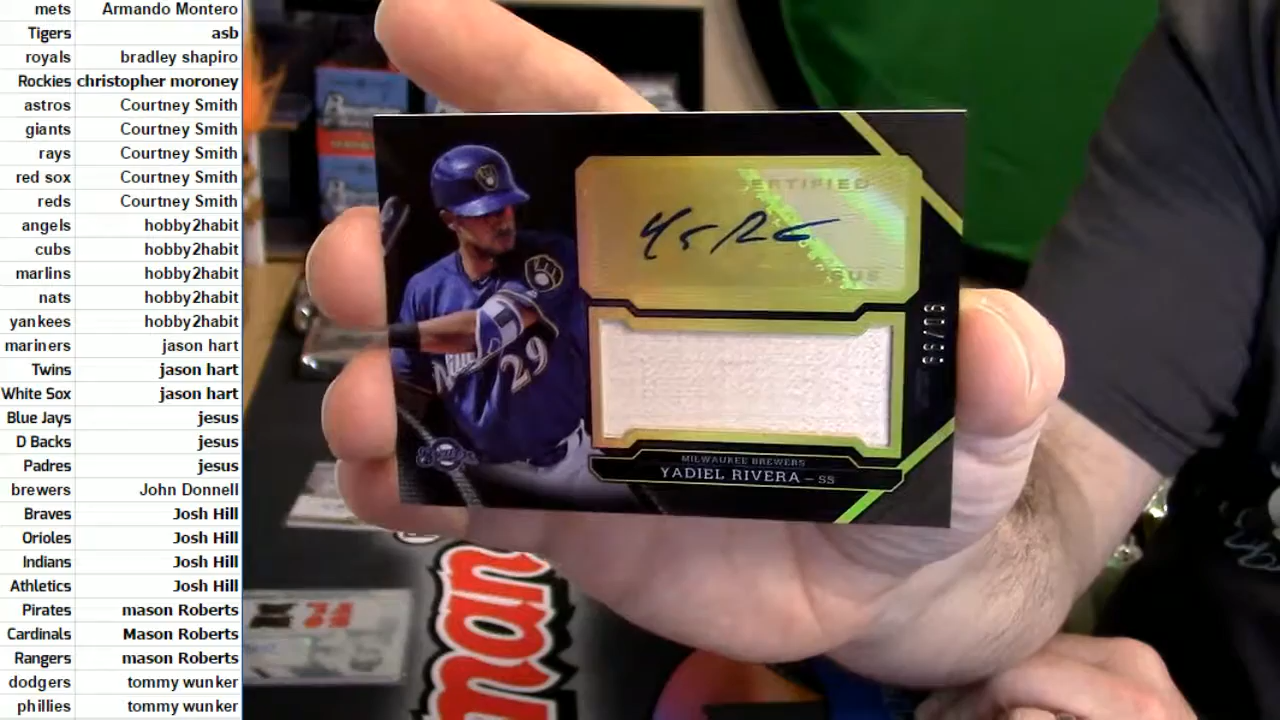 mets Armando Montero
Tigers asb
royals bradley shapiro
Rockies christopher moroney
astros Courtney Smith
giants Courtney Smith
rays Courtney Smith
red sox Courtney Smith
reds Courtney Smith
angels hobby2habit
cubs hobby2habit
marlins hobby2habit
nats hobby2habit
yankees hobby2habit
mariners jason hart
Twins jason hart
White Sox jason hart
Blue Jays jesus
D Backs jesus
Padres jesus
brewers John Donnell
Braves Josh Hill
Orioles Josh Hill
Indians Josh Hill
Athletics Josh Hill
Pirates mason Roberts
Cardinals Mason Roberts
Rangers mason Roberts
dodgers tommy wunker
phillies tommy wunker
ERTIFIED
SUE
29
MILWAUKEE BREWERS
YADIEL RIVERA – SS
man